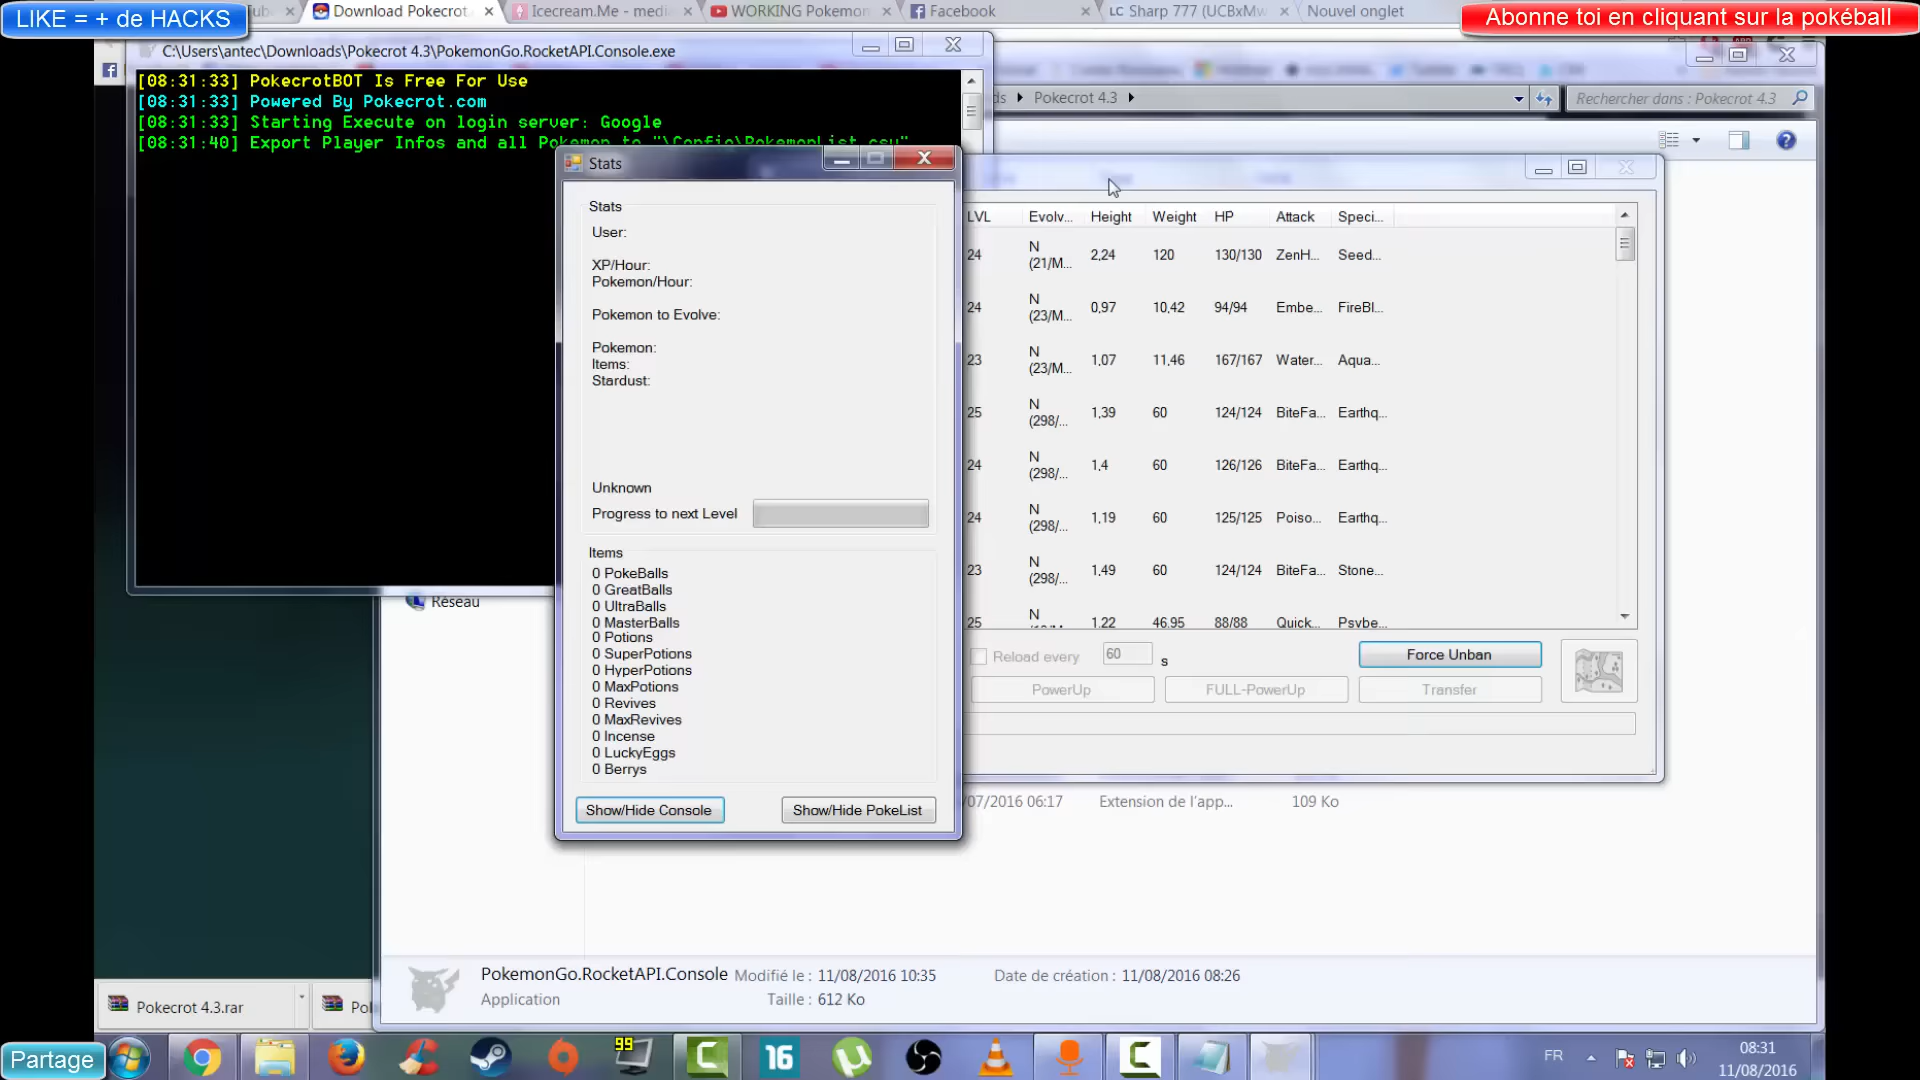 LIKE = + de HACKS
Abonne toi en cliquant sur la pokéball
Download Pokecrot
Icecream.Me - medi
WORKING Pokemon
Facebook
LC Sharp 777 (UCBxMw
Nouvel onglet
C:\Users\antec\Downloads\Pokecrot 4.3\PokemonGo.RocketAPI.Console.exe
[08:31:33] PokecrotBOT Is Free For Use
[08:31:33] Powered By Pokecrot.com
[08:31:33] Starting Execute on login server: Google
[08:31:40] Export Player Infos and all Pokemon to "\Config\PokemonList.csv"
ds Pokecrot 4.3
Rechercher dans : Pokecrot 4.3
Stats
Stats
User:
XP/Hour:
Pokemon/Hour:
Pokemon to Evolve:
Pokemon:
Items:
Stardust:
Unknown
Progress to next Level
Items
0 PokeBalls
0 GreatBalls
0 UltraBalls
0 MasterBalls
0 Potions
0 SuperPotions
0 HyperPotions
0 MaxPotions
0 Revives
0 MaxRevives
0 Incense
0 LuckyEggs
0 Berrys
Show/Hide Console
Show/Hide PokeList
LVL Evolv... Height Weight HP Attack Speci...
24 N (21/M... 2,24 120 130/130 ZenH... Seed...
24 N (23/M... 0,97 10,42 94/94 Embe... FireBl...
23 N (23/M... 1,07 11,46 167/167 Water... Aqua...
25 N (298/... 1,39 60 124/124 BiteFa... Earthq...
24 N (298/... 1,4 60 126/126 BiteFa... Earthq...
24 N (298/... 1,19 60 125/125 Poiso... Earthq...
23 N (298/... 1,49 60 124/124 BiteFa... Stone...
25 N 1,22 46,95 88/88 Quick... Psybe...
Reload every 60 s
Force Unban
PowerUp
FULL-PowerUp
Transfer
Réseau
/07/2016 06:17 Extension de l'app... 109 Ko
PokemonGo.RocketAPI.Console Modifié le : 11/08/2016 10:35 Date de création : 11/08/2016 08:26
Application Taille : 612 Ko
Pokecrot 4.3.rar
Partage
99
16
FR
08:31
11/08/2016